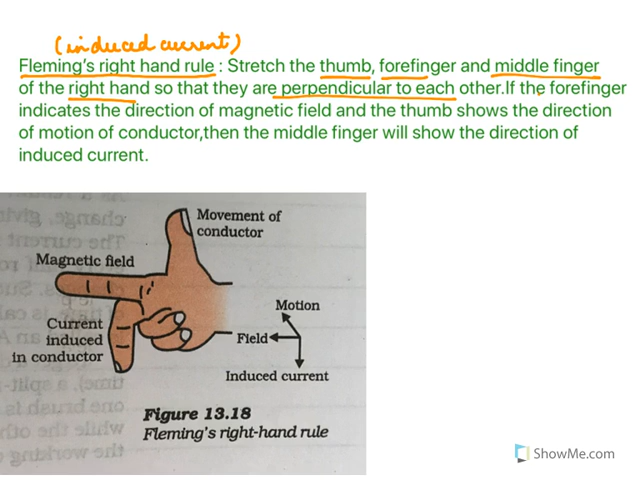 (induced current)
Fleming's right hand rule : Stretch the thumb, forefinger and middle finger
of the right hand so that they are perpendicular to each other.If the forefinger
indicates the direction of magnetic field and the thumb shows the direction
of motion of conductor,then the middle finger will show the direction of
induced current.
Movement of
conductor
Magnetic field
Current
induced
in conductor
Motion
Field
Induced current
Figure 13.18
Fleming's right-hand rule
ShowMe.com